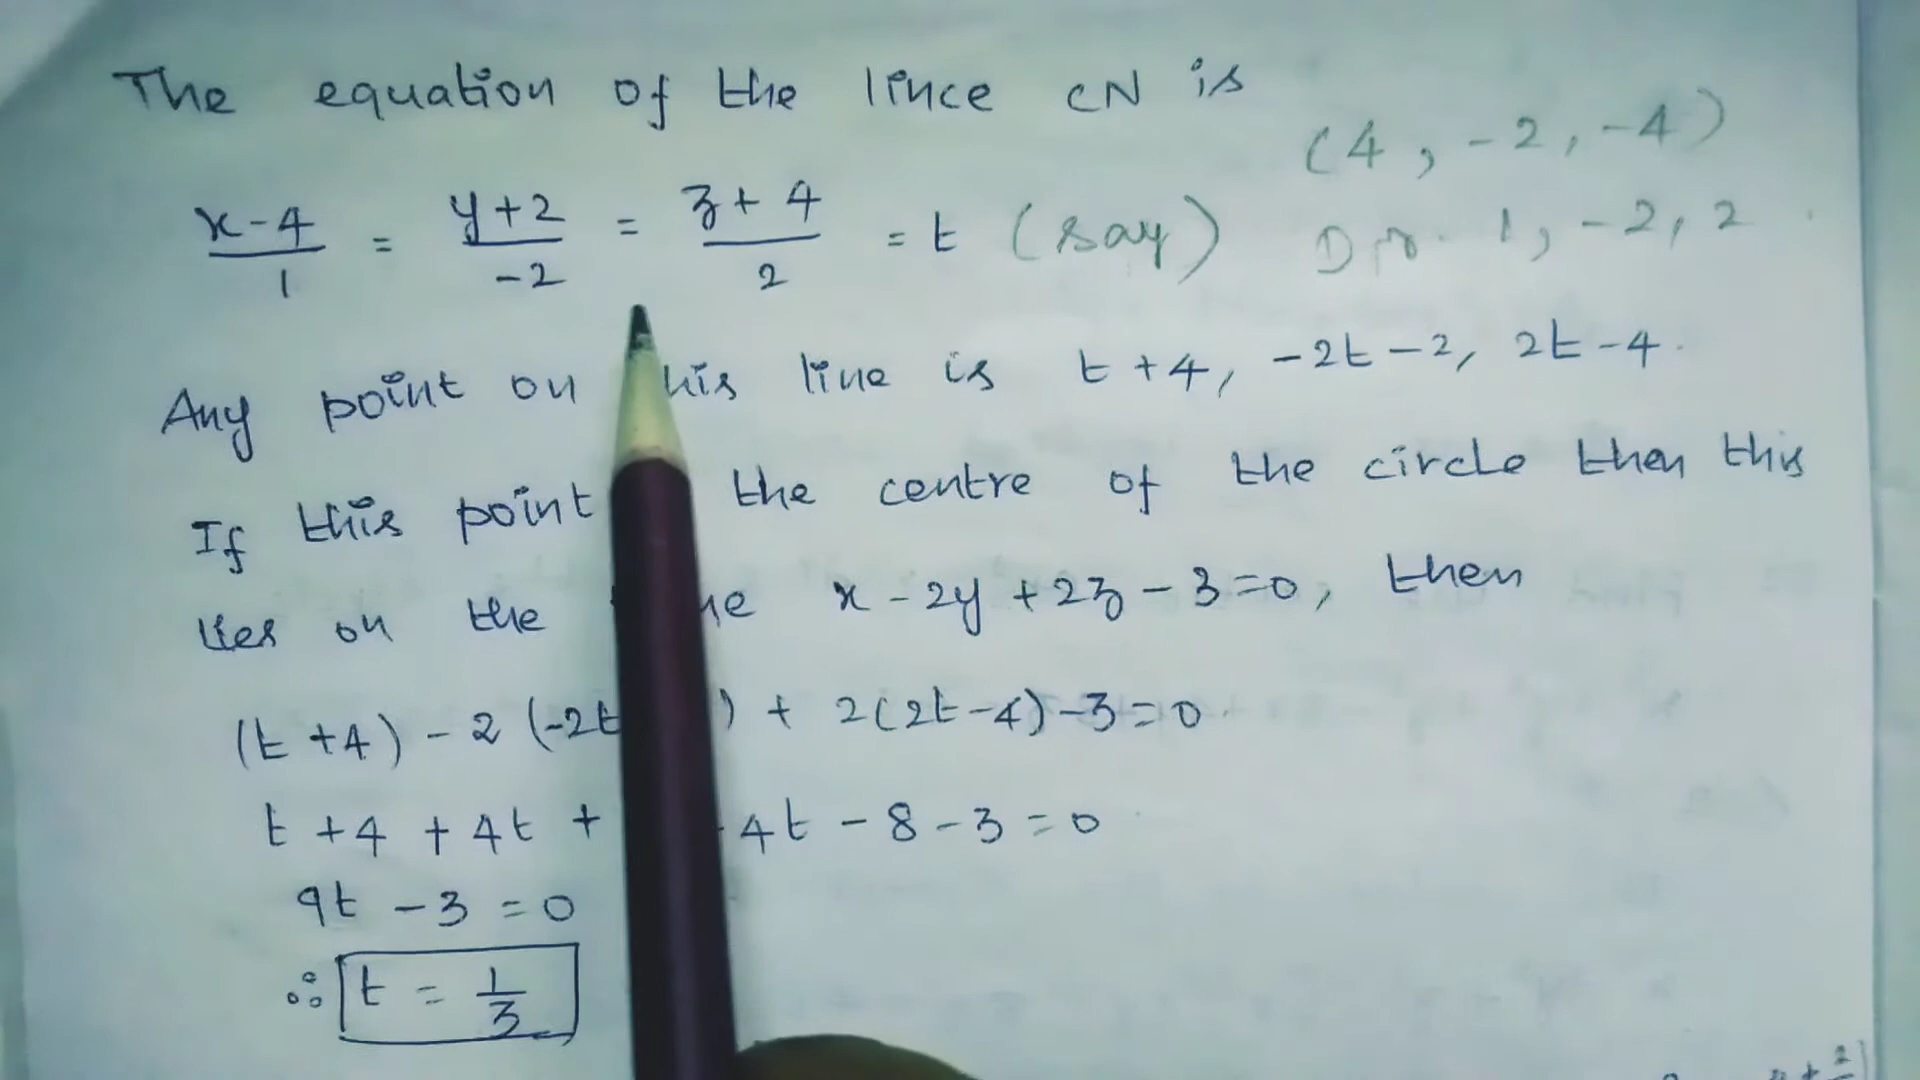 The equation of the lince CN is
(4, -2, -4)
x-4/1 = y+2/-2 = z+4/2 = t (say)
D.r. 1, -2, 2
Any point on his line is t+4, -2t-2, 2t-4.
If this point the centre of the circle then this
lies on the x - 2y + 2z - 3 = 0, then
(t+4) - 2(-2t ) + 2(2t-4) - 3 = 0
t + 4 + 4t + 4t - 8 - 3 = 0
9t - 3 = 0
∴ t = 1/3